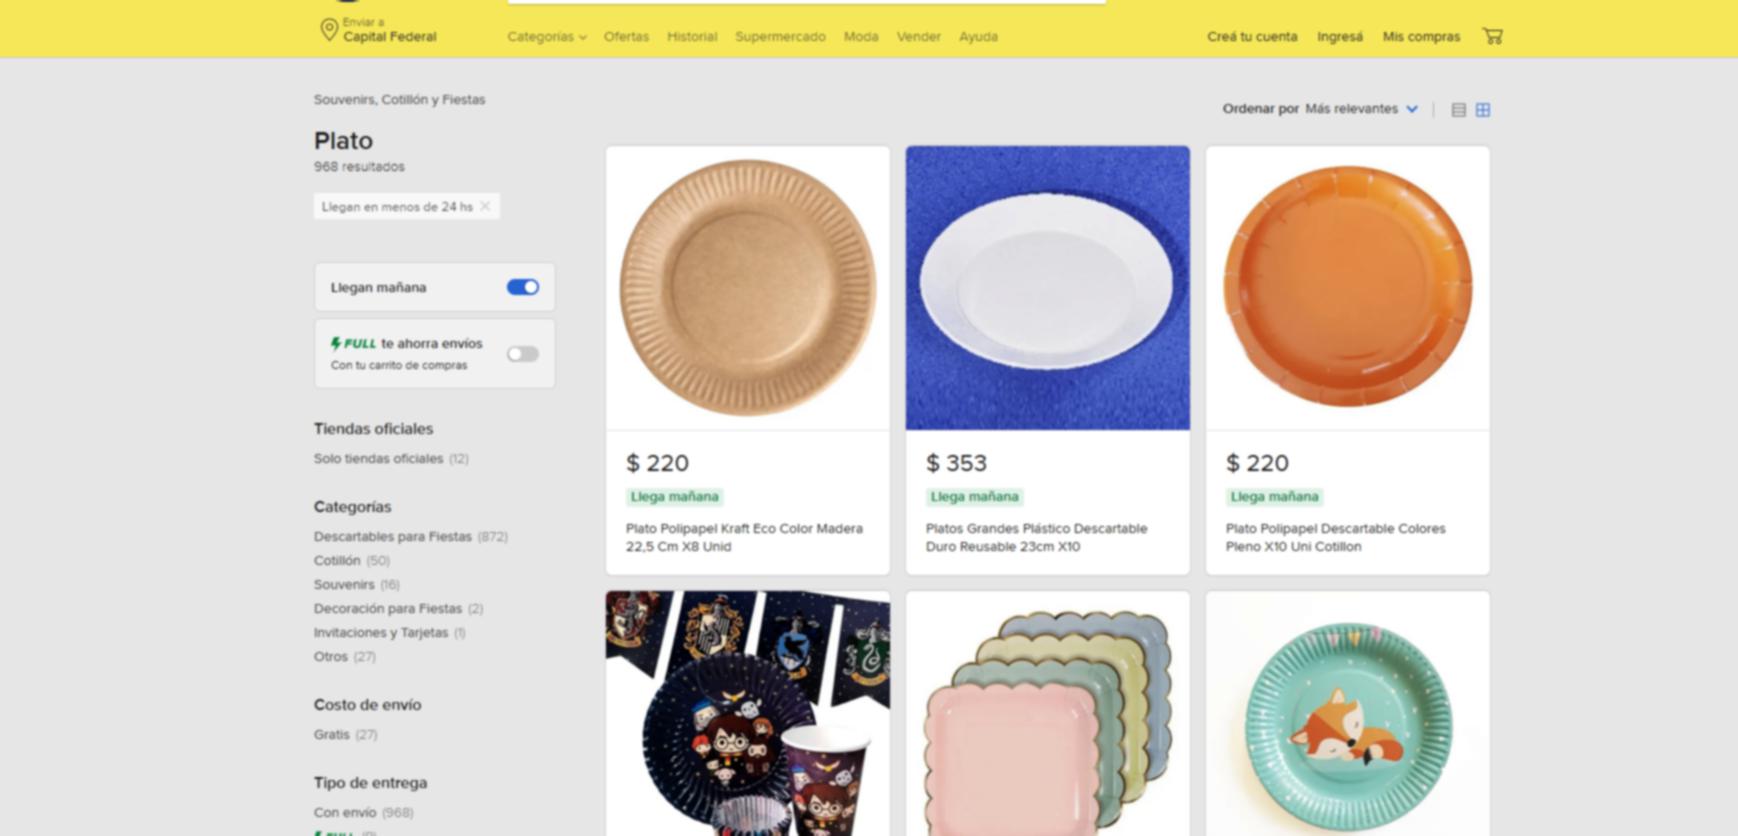 Enviar a
Capital Federal
Categorías
Ofertas
Historial
Supermercado
Moda
Vender
Ayuda
Creá tu cuenta
Ingresá
Mis compras
Souvenirs, Cotillón y Fiestas
Plato
968 resultados
Llegan en menos de 24 hs
Llegan mañana
FULL te ahorra envíos
Con tu carrito de compras
Tiendas oficiales
Solo tiendas oficiales (12)
Categorías
Descartables para Fiestas (872)
Cotillón (50)
Souvenirs (16)
Decoración para Fiestas (2)
Invitaciones y Tarjetas (1)
Otros (27)
Costo de envío
Gratis (27)
Tipo de entrega
Con envío (968)
Ordenar por Más relevantes
$ 220
Llega mañana
Plato Polipapel Kraft Eco Color Madera
22,5 Cm X8 Unid
$ 353
Llega mañana
Platos Grandes Plástico Descartable
Duro Reusable 23cm X10
$ 220
Llega mañana
Plato Polipapel Descartable Colores
Pleno X10 Uni Cotillon